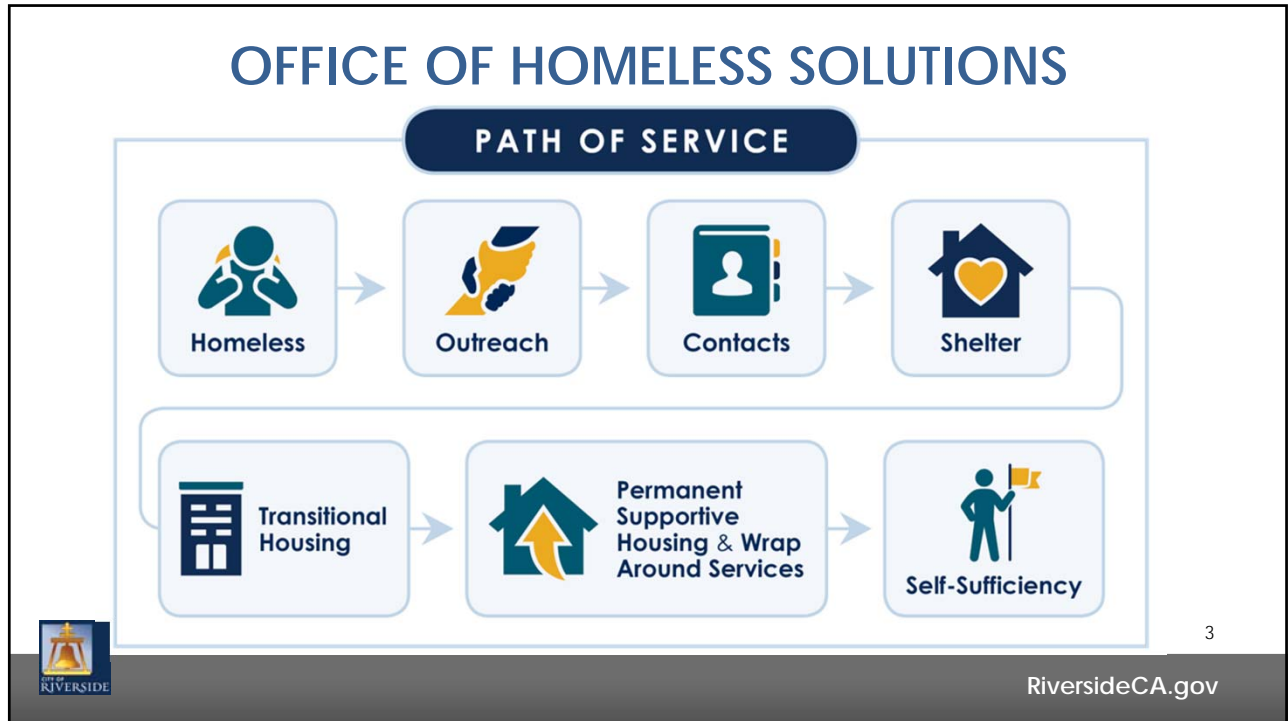 OFFICE OF HOMELESS SOLUTIONS
PATH OF SERVICE
Homeless
Outreach
Contacts
Shelter
Transitional
Housing
Permanent
Supportive
Housing & Wrap
Around Services
Self-Sufficiency
3
CITY OF
RIVERSIDE
RiversideCA.gov